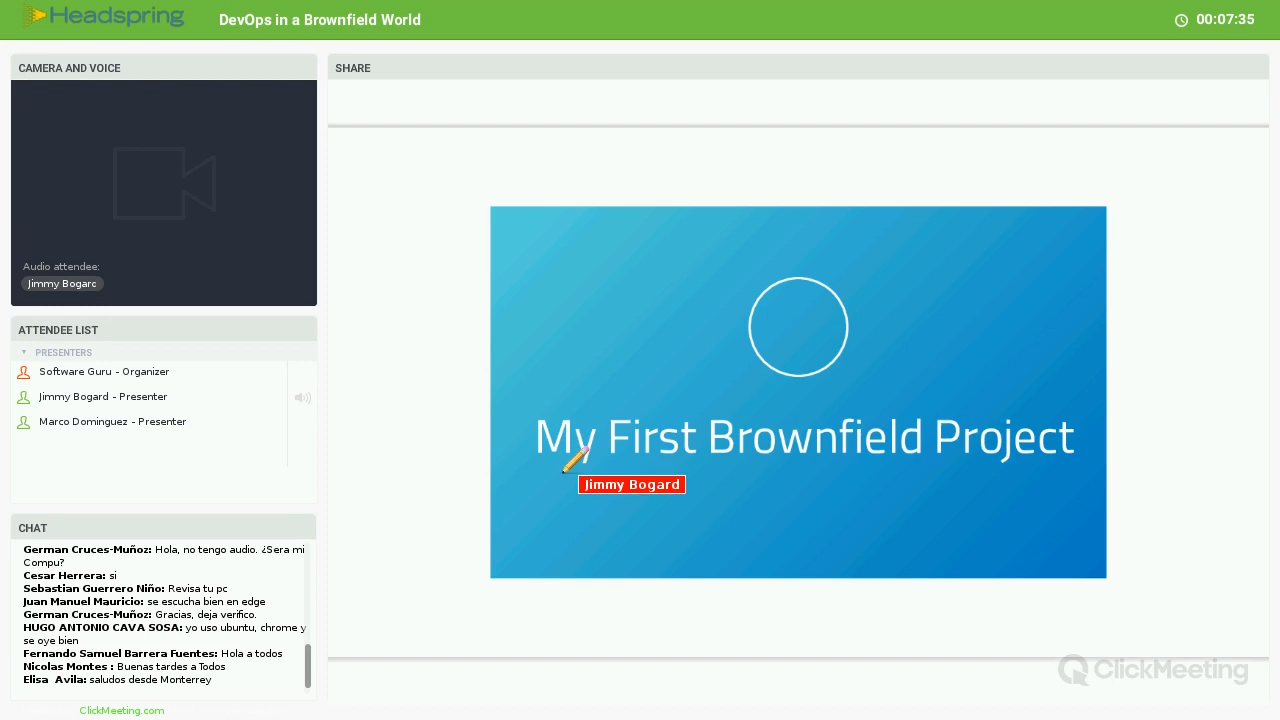 Headspring
DevOps in a Brownfield World
00:07:35
CAMERA AND VOICE
Audio attendee:
Jimmy Bogarc
ATTENDEE LIST
PRESENTERS
Software Guru - Organizer
Jimmy Bogard - Presenter
Marco Dominguez - Presenter
CHAT
German Cruces-Muñoz: Hola, no tengo audio. ¿Sera mi
Compu?
Cesar Herrera: si
Sebastian Guerrero Niño: Revisa tu pc
Juan Manuel Mauricio: se escucha bien en edge
German Cruces-Muñoz: Gracias, deja verifico.
HUGO ANTONIO CAVA SOSA: yo uso ubuntu, chrome y
se oye bien
Fernando Samuel Barrera Fuentes: Hola a todos
Nicolas Montes : Buenas tardes a Todos
Elisa Avila: saludos desde Monterrey
ClickMeeting.com
SHARE
My First Brownfield Project
Jimmy Bogard
ClickMeeting